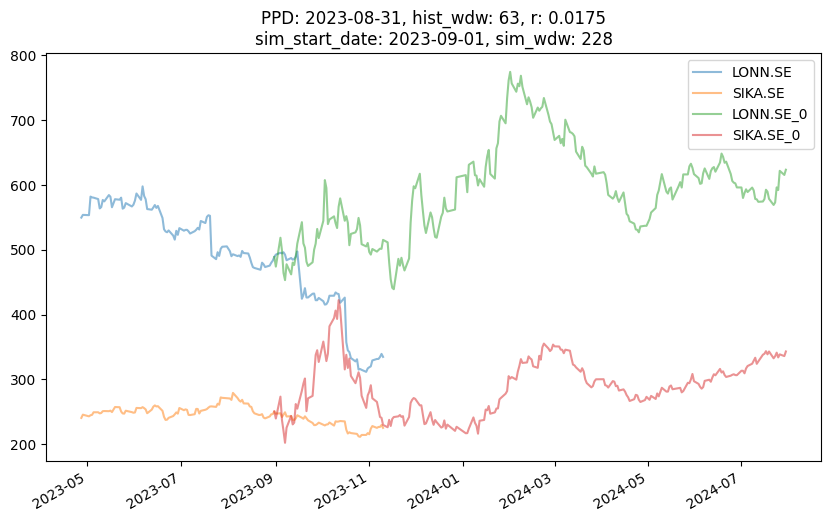 PPD: 2023-08-31, hist_wdw: 63, r: 0.0175
sim_start_date: 2023-09-01, sim_wdw: 228
800
700
600
500
400
300
200
LONN.SE
SIKA.SE
LONN.SE_0
SIKA.SE_0
2023-05
2023-07
2023-09
2023-11
2024-01
2024-03
2024-05
2024-07